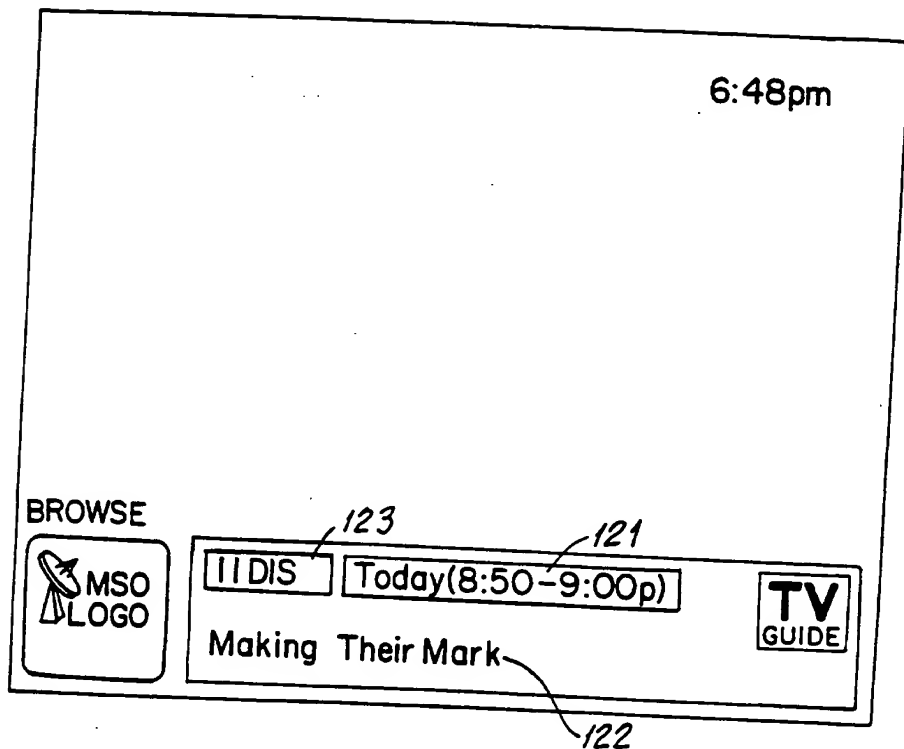 6:48pm
BROWSE
123
121
MSO
LOGO
11 DIS
Today(8:50-9:00p)
TV
GUIDE
Making Their Mark
122